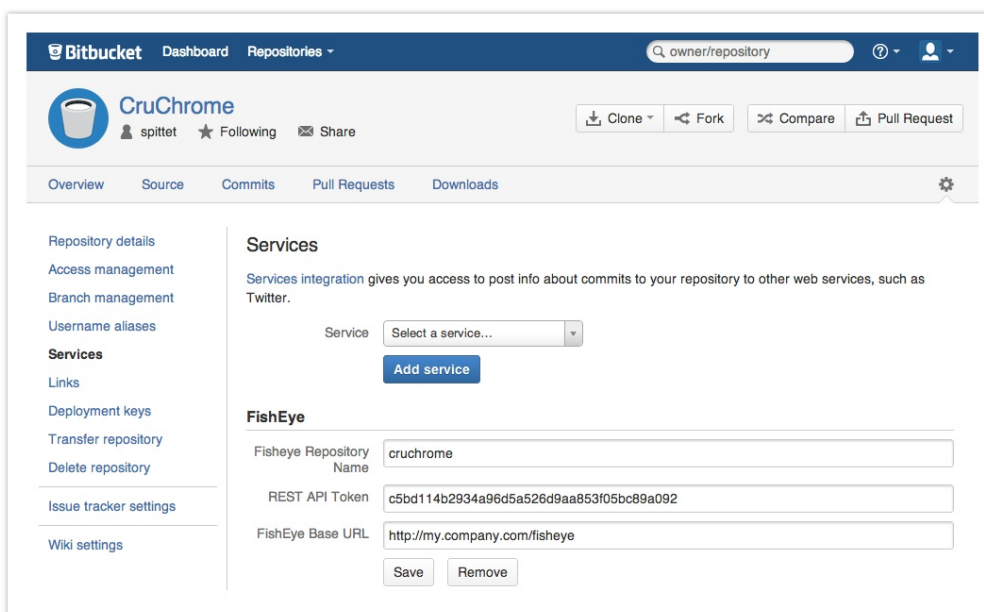 Bitbucket Dashboard Repositories owner/repository
CruChrome
spittet Following Share
Clone Fork Compare Pull Request
Overview Source Commits Pull Requests Downloads
Repository details
Access management
Branch management
Username aliases
Services
Links
Deployment keys
Transfer repository
Delete repository
Issue tracker settings
Wiki settings
Services
Services integration gives you access to post info about commits to your repository to other web services, such as
Twitter.
Service Select a service...
Add service
FishEye
Fisheye Repository
Name
cruchrome
REST API Token c5bd114b2934a96d5a526d9aa853f05bc89a092
FishEye Base URL http://my.company.com/fisheye
Save Remove